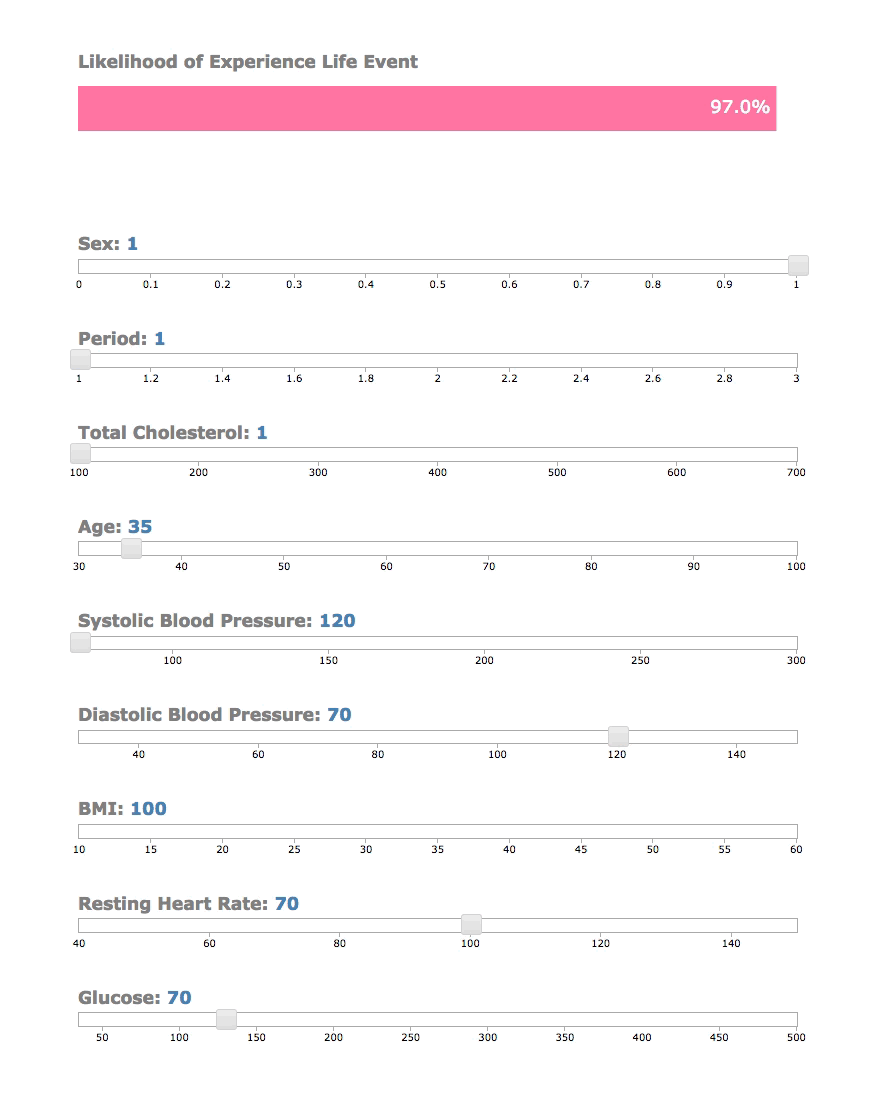 Likelihood of Experience Life Event
97.0%
Sex: 1
0 0.1 0.2 0.3 0.4 0.5 0.6 0.7 0.8 0.9 1
Period: 1
1 1.2 1.4 1.6 1.8 2 2.2 2.4 2.6 2.8 3
Total Cholesterol: 1
100 200 300 400 500 600 700
Age: 35
30 40 50 60 70 80 90 100
Systolic Blood Pressure: 120
100 150 200 250 300
Diastolic Blood Pressure: 70
40 60 80 100 120 140
BMI: 100
10 15 20 25 30 35 40 45 50 55 60
Resting Heart Rate: 70
40 60 80 100 120 140
Glucose: 70
50 100 150 200 250 300 350 400 450 500